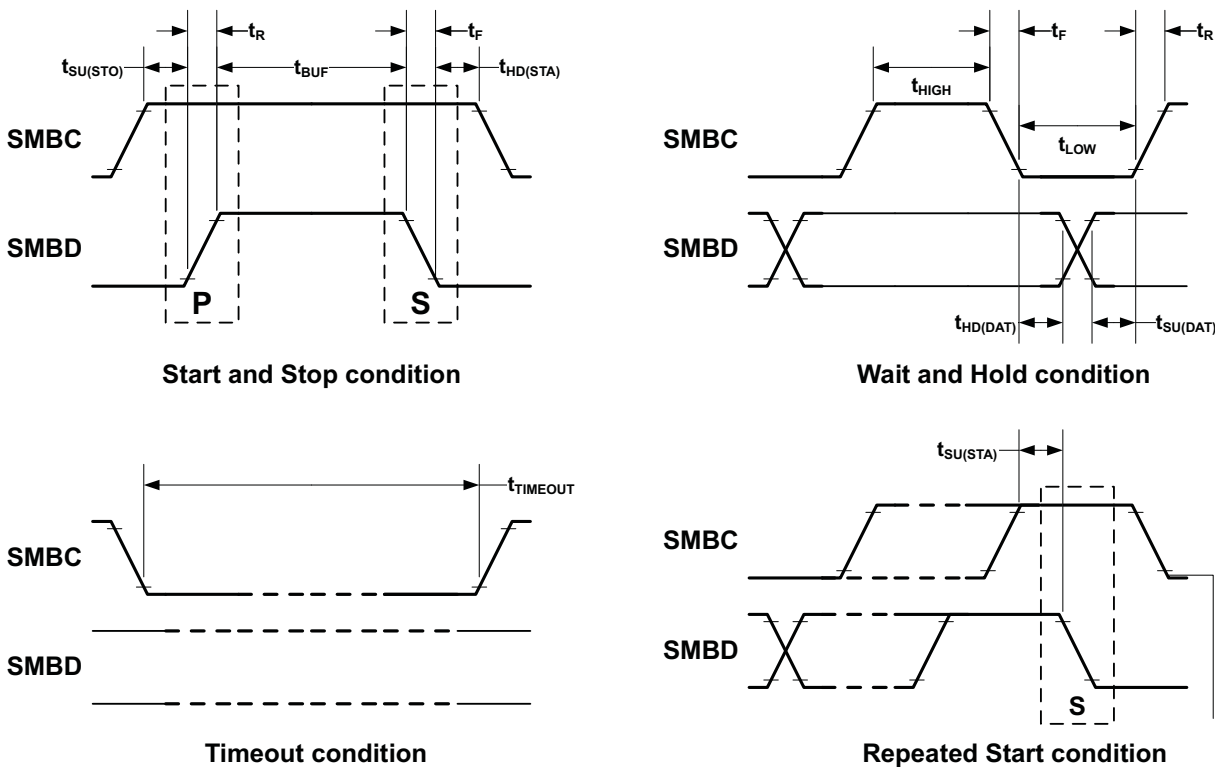 tR
tF
tSU(STO)
tBUF
tHD(STA)
SMBC
SMBD
P
S
Start and Stop condition
tF
tR
tHIGH
SMBC
tLOW
SMBD
tHD(DAT)
tSU(DAT)
Wait and Hold condition
tTIMEOUT
SMBC
SMBD
Timeout condition
tSU(STA)
SMBC
SMBD
S
Repeated Start condition